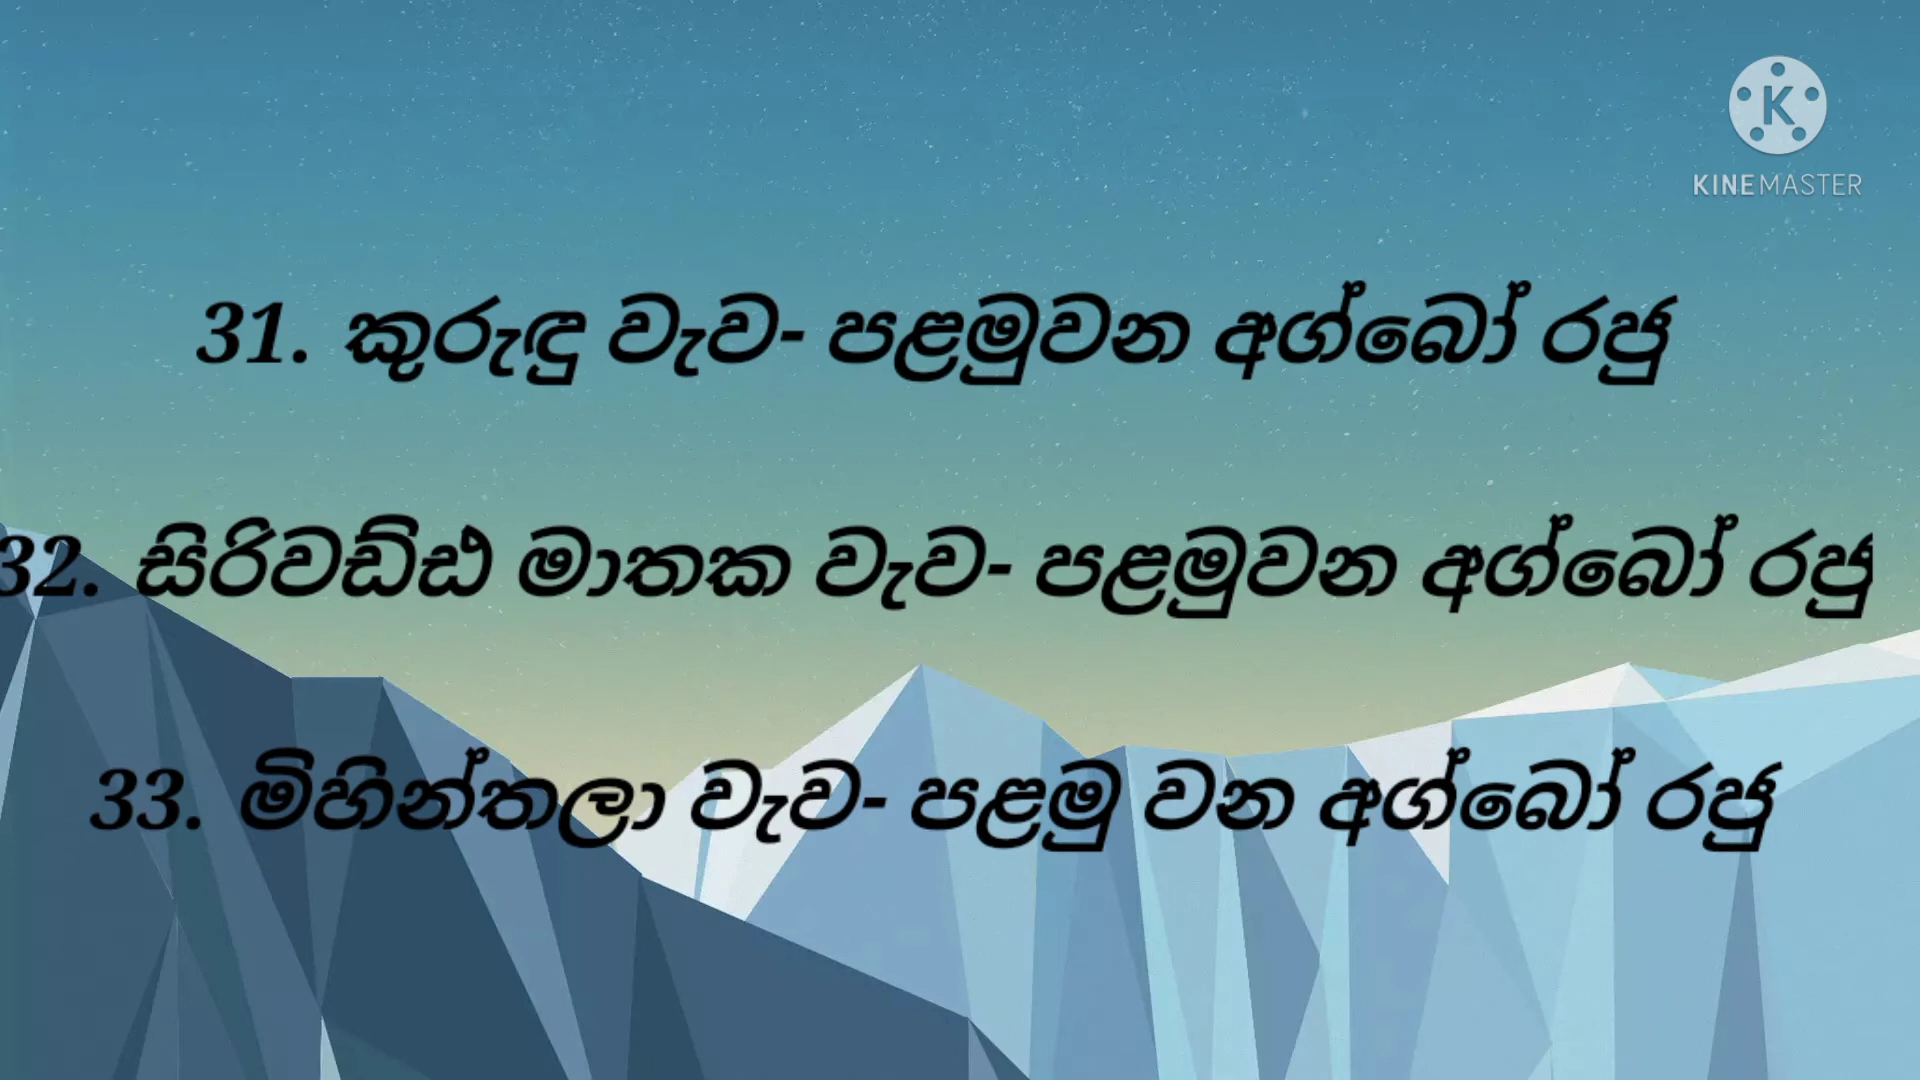 K
KINEMASTER
31. කුරුඳු වැව- පළමුවන අග්බෝ රජු
32. සිරිවඩ්ඪ මාතක වැව- පළමුවන අග්බෝ රජු
33. මිහින්තලා වැව- පළමු වන අග්බෝ රජු